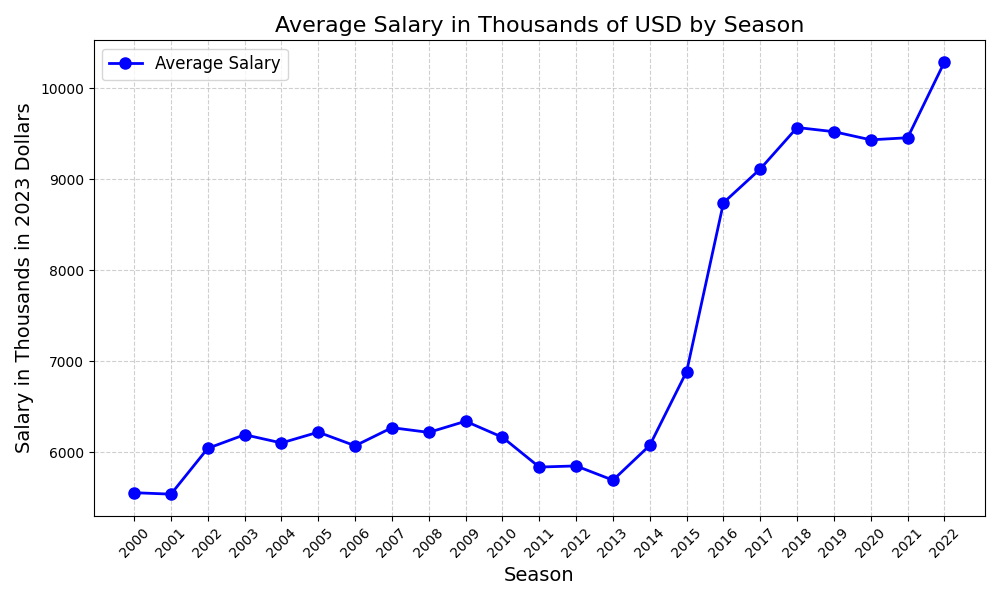 Average Salary in Thousands of USD by Season
Average Salary
Salary in Thousands in 2023 Dollars
10000
9000
8000
7000
6000
2000 2001 2002 2003 2004 2005 2006 2007 2008 2009 2010 2011 2012 2013 2014 2015 2016 2017 2018 2019 2020 2021 2022
Season